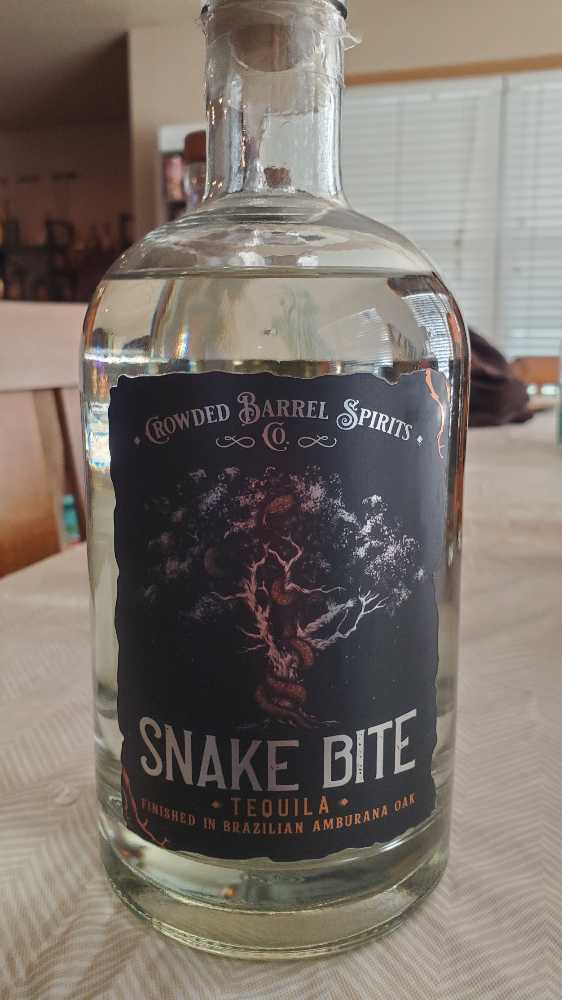 Crowded Barrel Spirits
Co.
SNAKE BITE
TEQUILA
FINISHED IN BRAZILIAN AMBURANA OAK